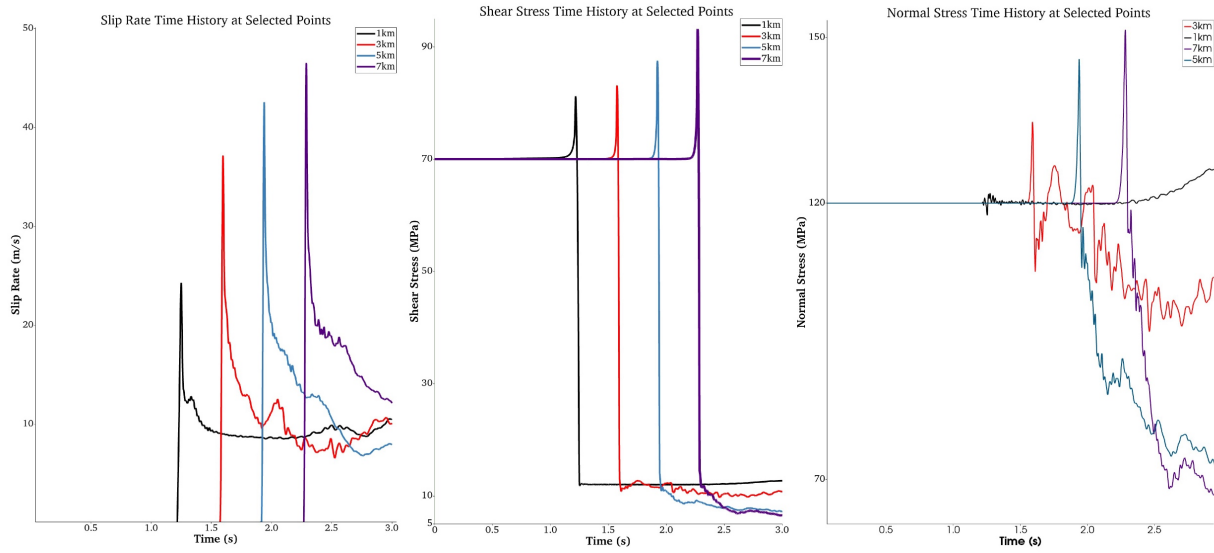 Slip Rate Time History at Selected Points
50
40
30
20
10
Slip Rate (m/s)
1km
3km
5km
7km
0.5
1.0
1.5
2.0
2.5
3.0
Time (s)
Shear Stress Time History at Selected Points
90
70
50
30
10
5
Shear Stress (MPa)
1km
3km
5km
7km
0.5
1.0
1.5
2.0
2.5
3.0
Time (s)
Normal Stress Time History at Selected Points
150
120
70
Normal Stress (MPa)
3km
1km
7km
5km
0.5
1.0
1.5
2.0
2.5
Time (s)